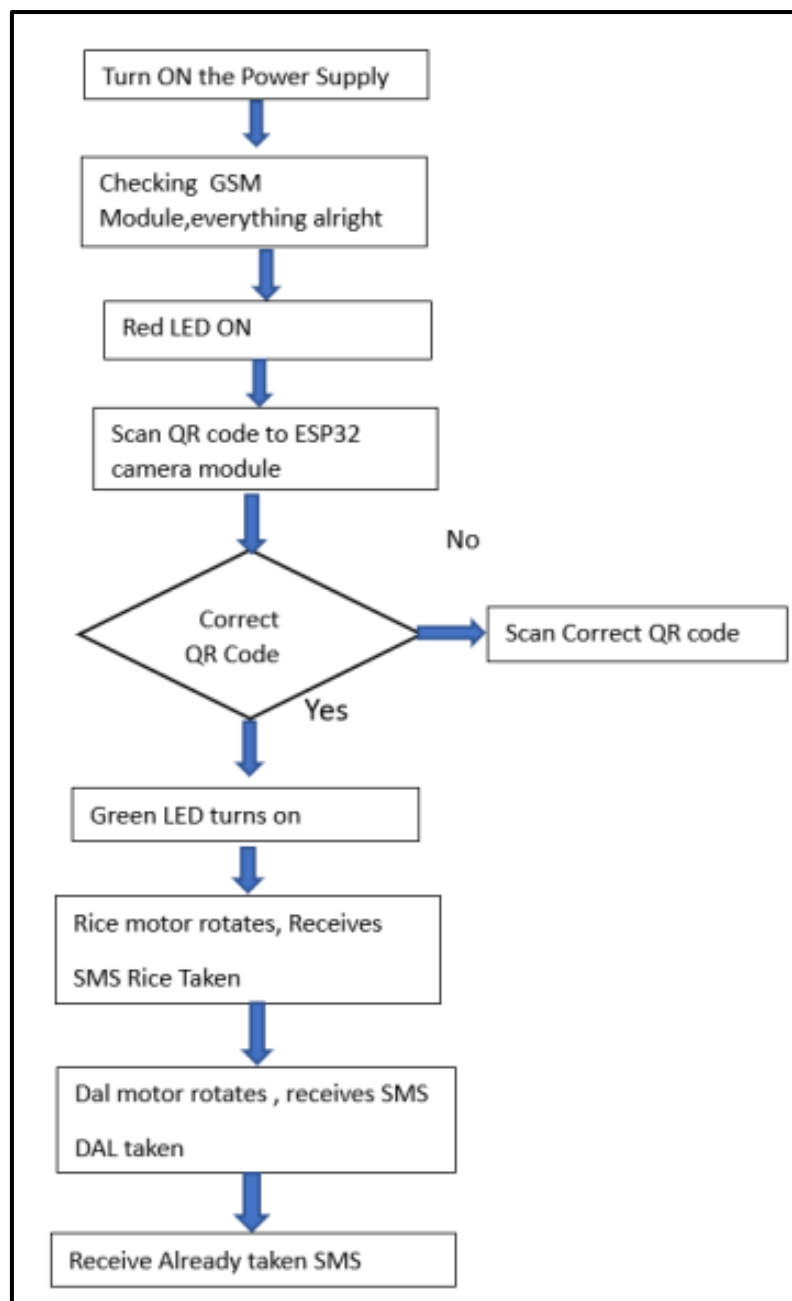 Turn ON the Power Supply
Checking GSM
Module,everything alright
Red LED ON
Scan QR code to ESP32
camera module
No
Correct
QR Code
Scan Correct QR code
Yes
Green LED turns on
Rice motor rotates, Receives
SMS Rice Taken
Dal motor rotates , receives SMS
DAL taken
Receive Already taken SMS